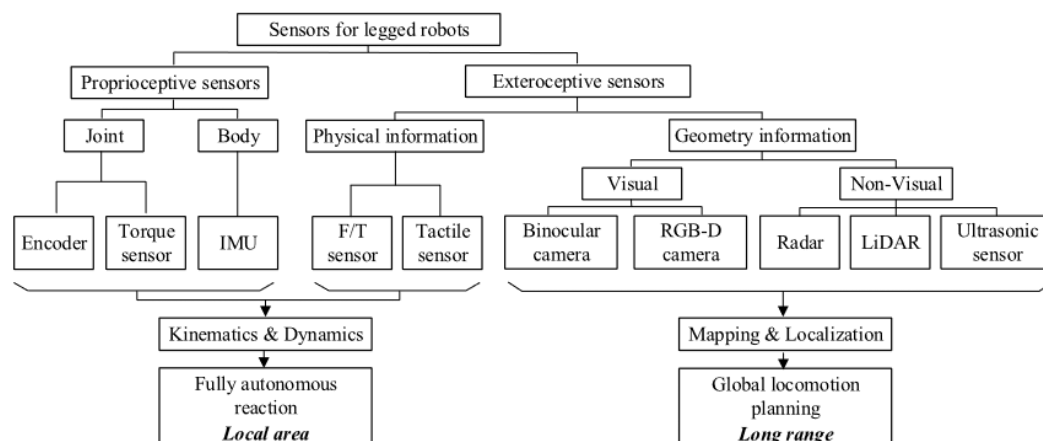 Sensors for legged robots
Proprioceptive sensors
Exteroceptive sensors
Joint
Body
Physical information
Geometry information
Visual
Non-Visual
Encoder
Torque
sensor
IMU
F/T
sensor
Tactile
sensor
Binocular
camera
RGB-D
camera
Radar
LiDAR
Ultrasonic
sensor
Kinematics & Dynamics
Mapping & Localization
Fully autonomous
reaction
Local area
Global locomotion
planning
Long range